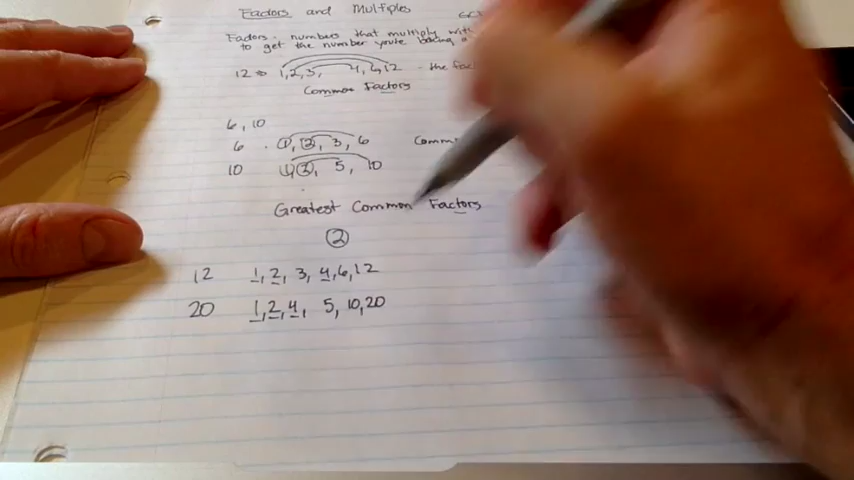 Factors and Multiples
Factors - numbers that multiply with
to get the number you're
12 ⇒ 1,2,3, 4,6,12 - the
Common Factors
6,10
6 · 1, 2, 3, 6
10 1, 2, 5, 10
Greatest Common Factors
2
12 1, 2, 3, 4, 6, 12
20 1, 2, 4, 5, 10, 20